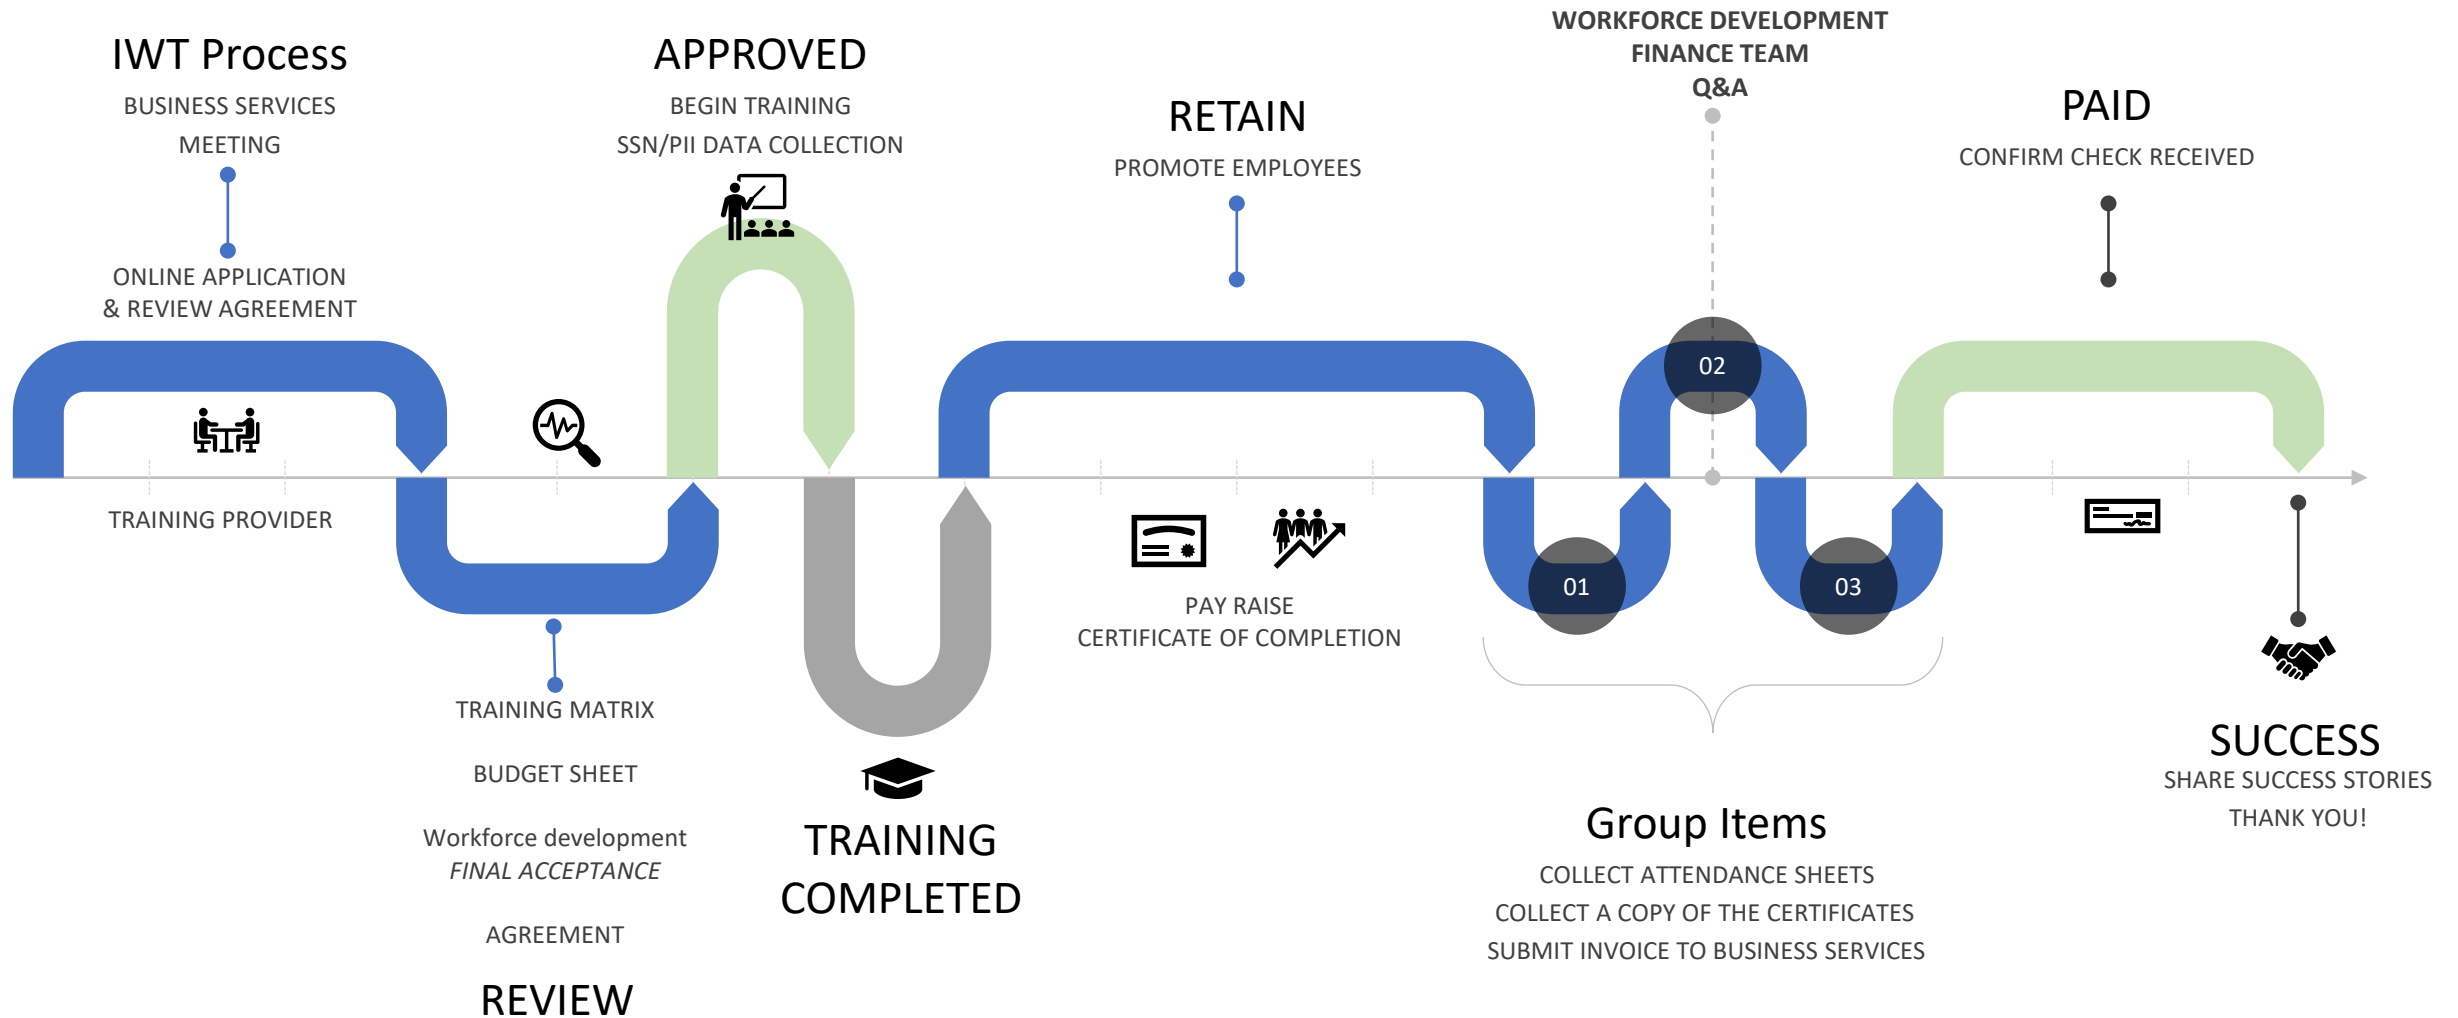 IWT Process
BUSINESS SERVICES
MEETING
ONLINE APPLICATION
& REVIEW AGREEMENT
TRAINING PROVIDER
TRAINING MATRIX
BUDGET SHEET
Workforce development
FINAL ACCEPTANCE
AGREEMENT
REVIEW
APPROVED
BEGIN TRAINING
SSN/PII DATA COLLECTION
TRAINING
COMPLETED
RETAIN
PROMOTE EMPLOYEES
PAY RAISE
CERTIFICATE OF COMPLETION
WORKFORCE DEVELOPMENT
FINANCE TEAM
Q&A
01
02
03
Group Items
COLLECT ATTENDANCE SHEETS
COLLECT A COPY OF THE CERTIFICATES
SUBMIT INVOICE TO BUSINESS SERVICES
PAID
CONFIRM CHECK RECEIVED
SUCCESS
SHARE SUCCESS STORIES
THANK YOU!